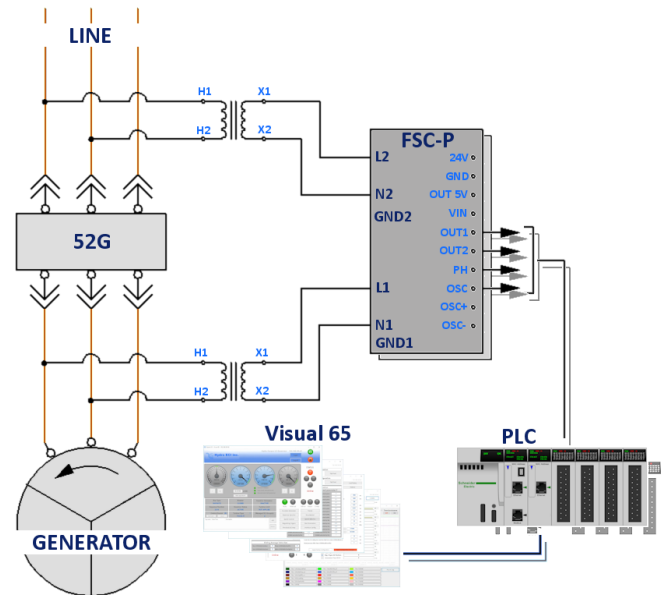 LINE
H1 X1
H2 X2
FSC-P
L2 24V
GND
N2 OUT 5V
GND2 VIN
52G
OUT1
OUT2
PH
L1 OSC
OSC+
N1 OSC-
GND1
H1 X1
H2 X2
Visual 65
PLC
GENERATOR